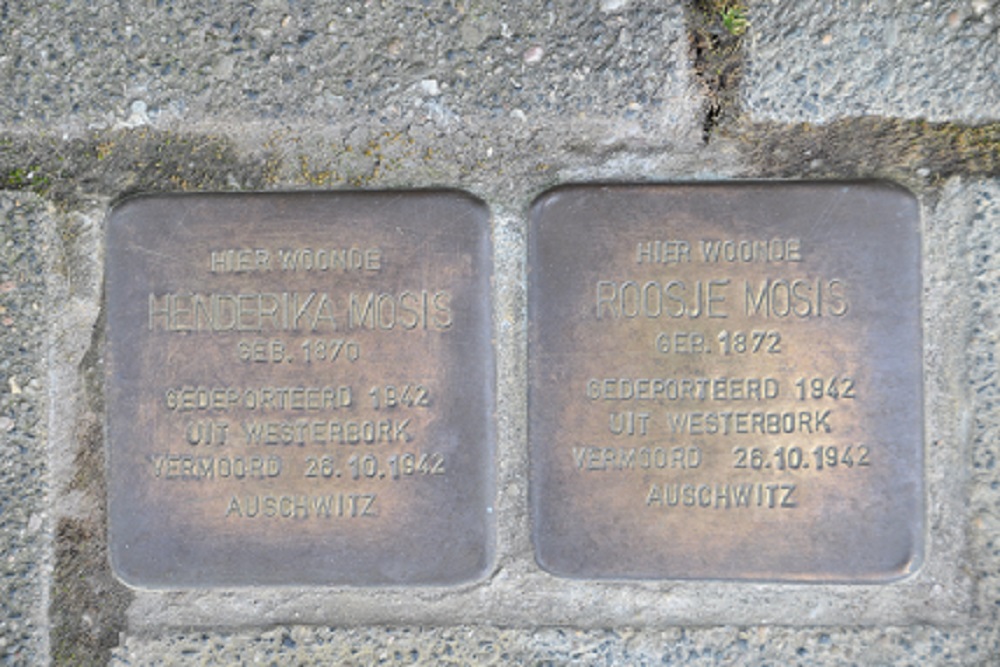 HIER WOONDE
HENDERIKA MOSIS
GEB. 1870
GEDEPORTEERD 1942
UIT WESTERBORK
VERMOORD 26.10.1942
AUSCHWITZ
HIER WOONDE
ROOSJE MOSIS
GEB. 1872
GEDEPORTEERD 1942
UIT WESTERBORK
VERMOORD 26.10.1942
AUSCHWITZ